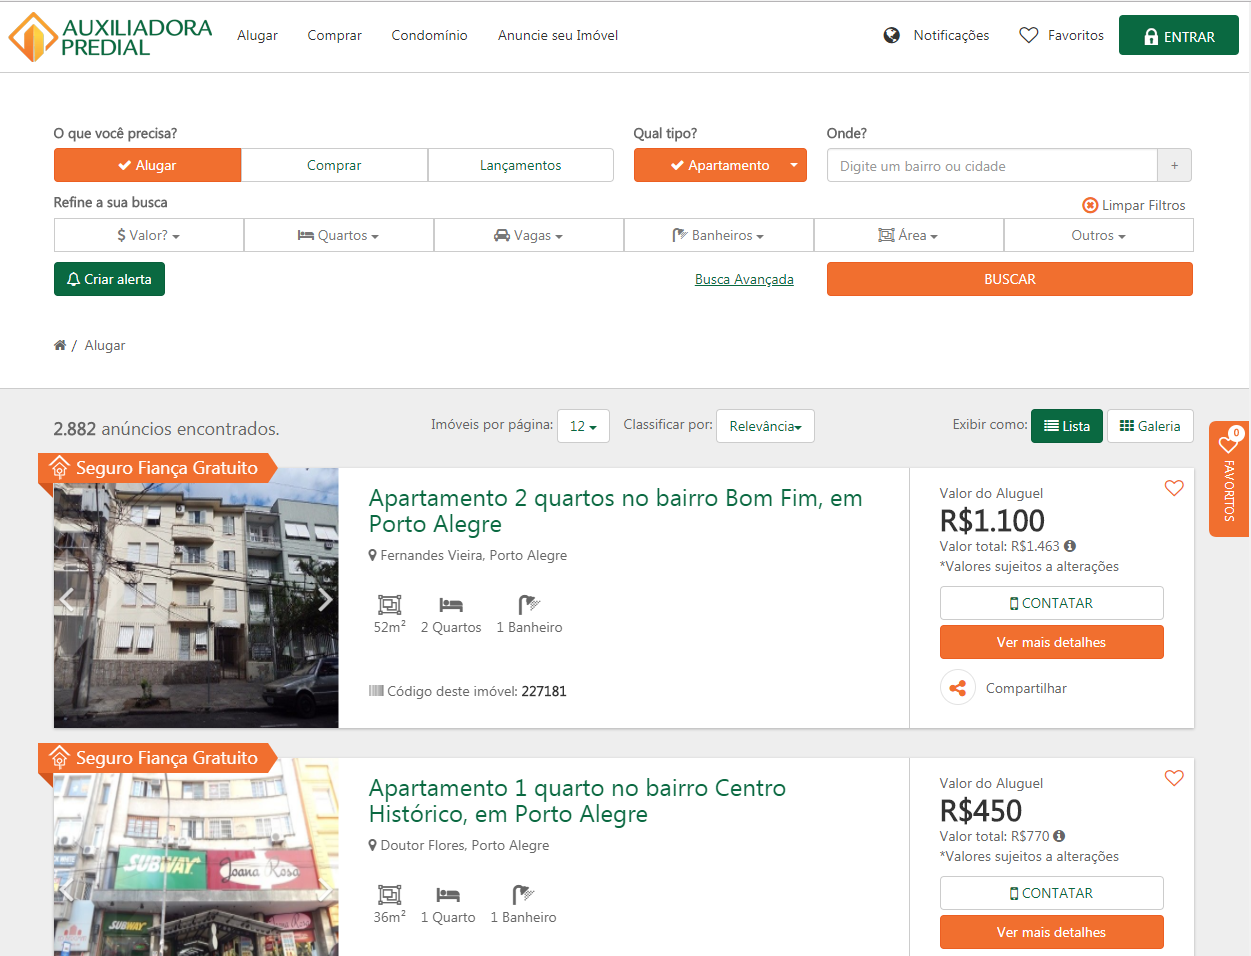 AUXILIADORA
PREDIAL
Alugar
Comprar
Condomínio
Anuncie seu Imóvel
Notificações
Favoritos
ENTRAR
O que você precisa?
Qual tipo?
Onde?
Alugar
Comprar
Lançamentos
Apartamento
Digite um bairro ou cidade
+
Refine a sua busca
Limpar Filtros
$ Valor?
Quartos
Vagas
Banheiros
Área
Outros
Criar alerta
Busca Avançada
BUSCAR
/ Alugar
2.882 anúncios encontrados.
Imóveis por página:
12
Classificar por:
Relevância
Exibir como:
Lista
Galeria
0
FAVORITOS
Seguro Fiança Gratuito
Apartamento 2 quartos no bairro Bom Fim, em
Porto Alegre
Fernandes Vieira, Porto Alegre
52m²
2 Quartos
1 Banheiro
Código deste imóvel: 227181
Valor do Aluguel
R$1.100
Valor total: R$1.463
*Valores sujeitos a alterações
CONTATAR
Ver mais detalhes
Compartilhar
Seguro Fiança Gratuito
SUBWAY
Joana Rosa
SUBWAY
Apartamento 1 quarto no bairro Centro
Histórico, em Porto Alegre
Doutor Flores, Porto Alegre
36m²
1 Quarto
1 Banheiro
Valor do Aluguel
R$450
Valor total: R$770
*Valores sujeitos a alterações
CONTATAR
Ver mais detalhes